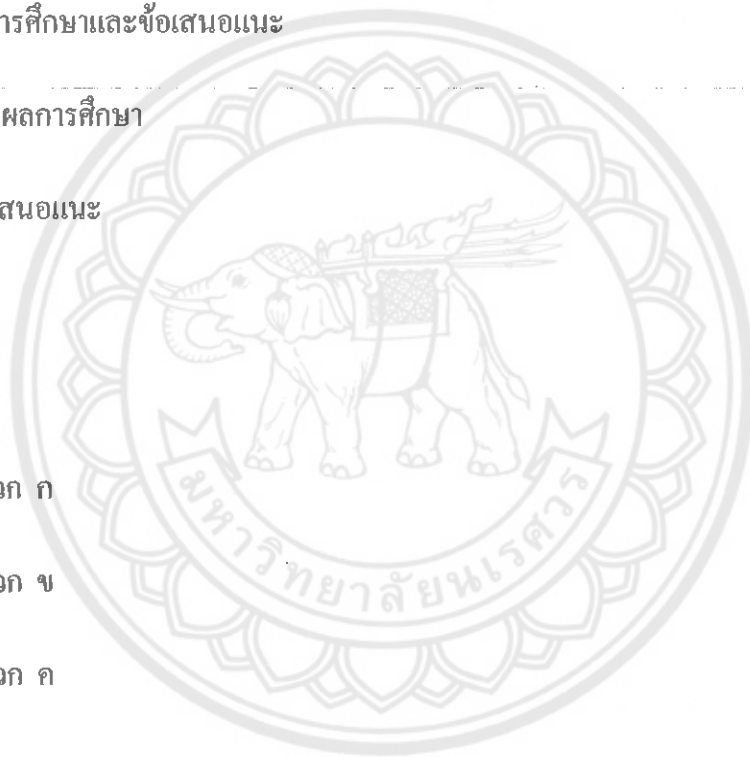 ารศึกษาและข้อเสนอแนะ
ผลการศึกษา
สนอแนะ
วก ก
วก ข
วก ค
มหาวิทยาลัยนเรศวร